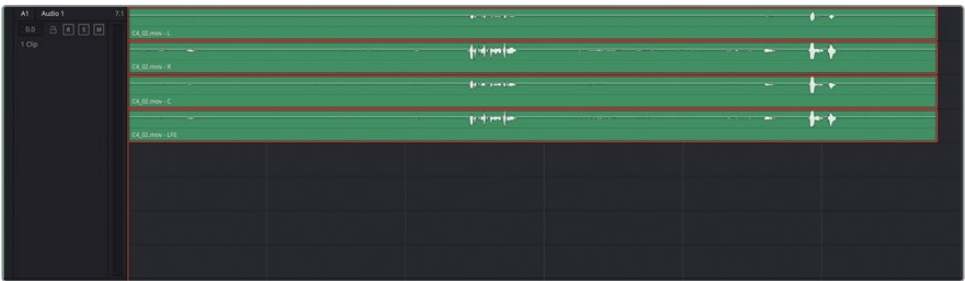 A1 Audio 1 7.1
0.0 R S M
1 Clip
C4_02.mov - L
C4_02.mov - R
C4_02.mov - C
C4_02.mov - LFE